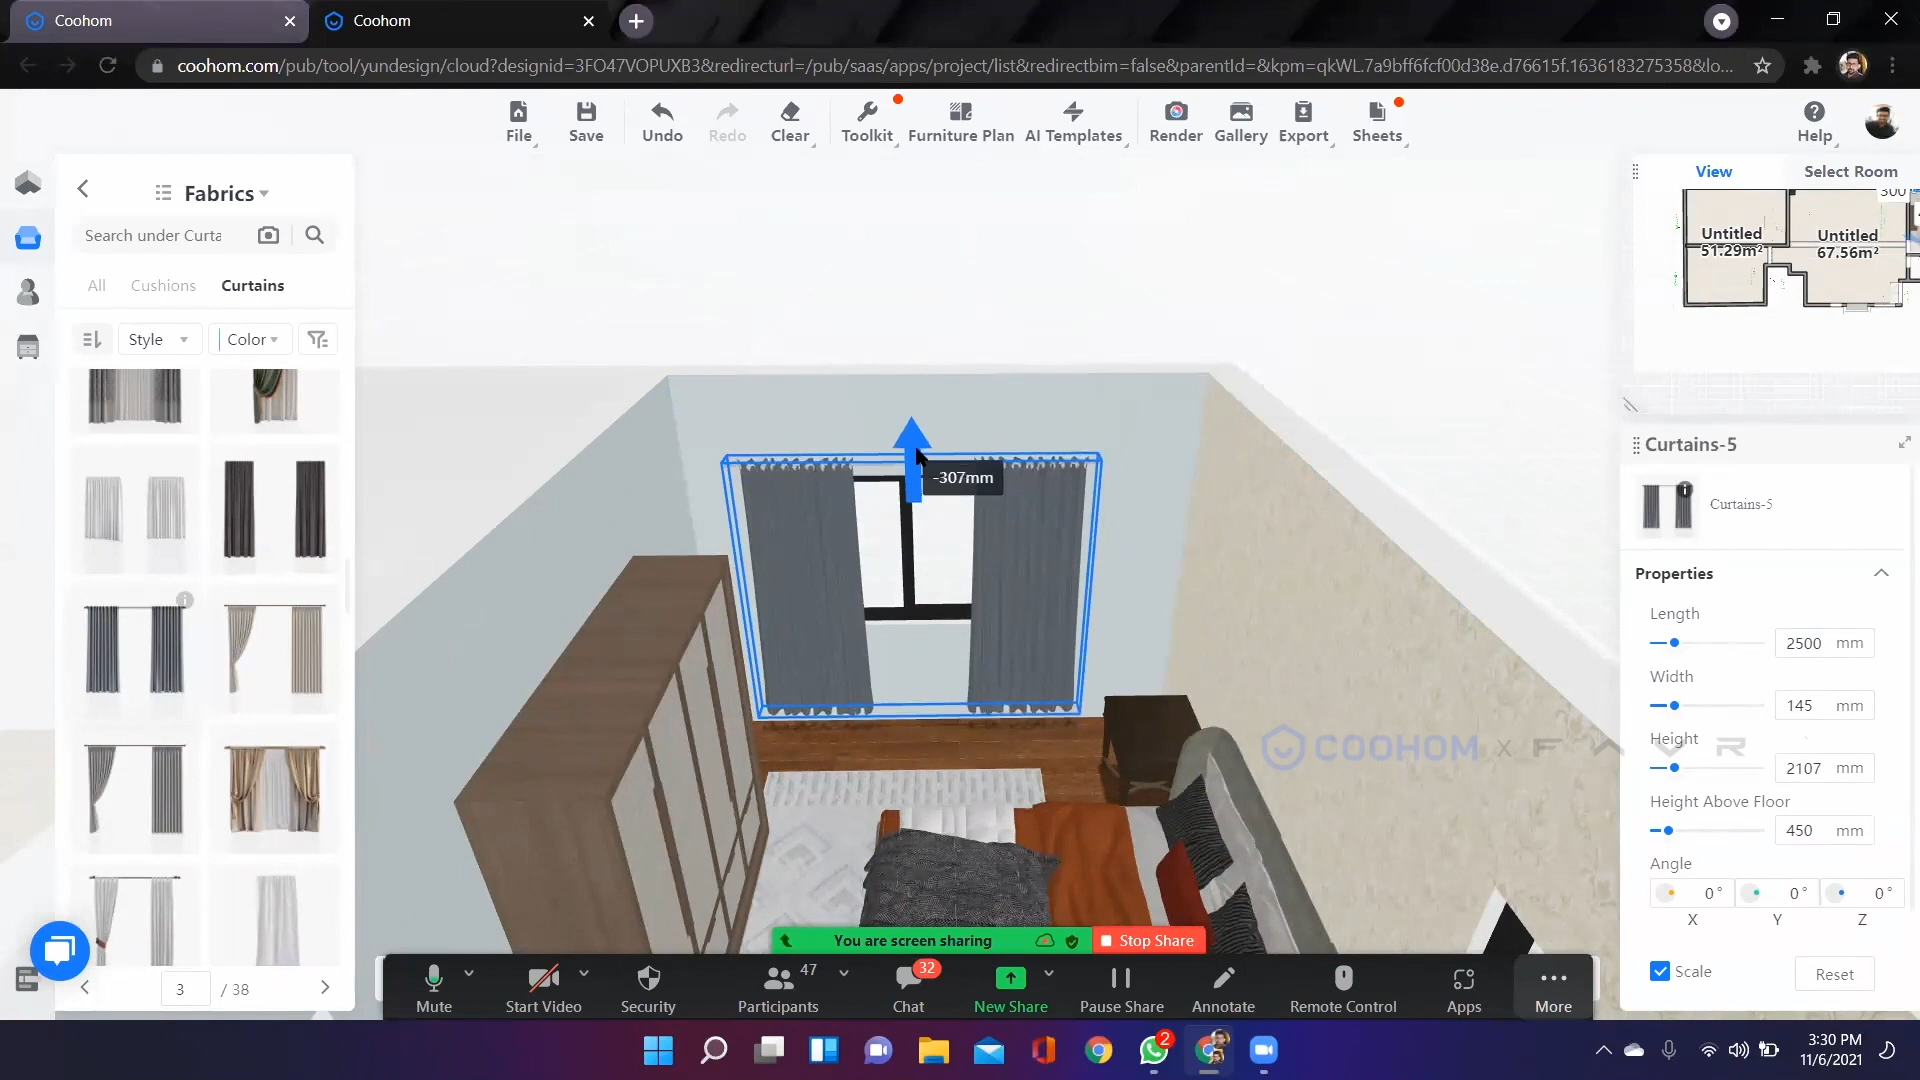 Coohom
Coohom
coohom.com/pub/tool/yundesign/cloud?designid=3FO47VOPUXB3&redirecturl=/pub/saas/apps/project/list&redirectbim=false&parentId=&kpm=qkWL.7a9bff6fcf00d38e.d76615f.1636183275358&lo...
File
Save
Undo
Redo
Clear
Toolkit
Furniture Plan
AI Templates
Render
Gallery
Export
Sheets
Help
Fabrics
Search under Curta
All
Cushions
Curtains
Style
Color
3
/ 38
-307mm
COOHOM x F A V R
View
Select Room
300
Untitled
51.29m²
Untitled
67.56m²
Curtains-5
Curtains-5
Properties
Length
2500 mm
Width
145 mm
Height
2107 mm
Height Above Floor
450 mm
Angle
0° 0° 0°
X Y Z
Scale
Reset
You are screen sharing
Stop Share
Mute
Start Video
Security
47
Participants
32
Chat
New Share
Pause Share
Annotate
Remote Control
Apps
More
2
3:30 PM
11/6/2021